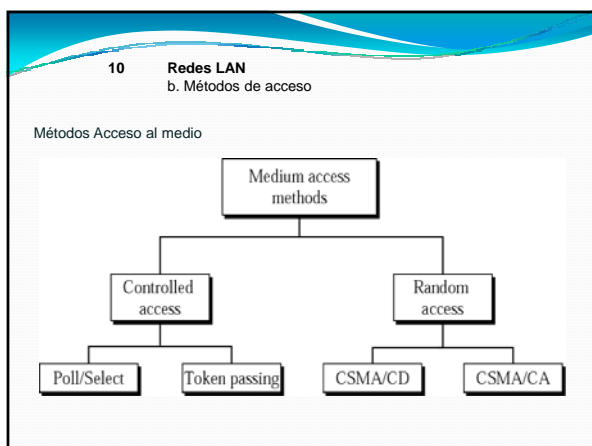 10 Redes LAN
b. Métodos de acceso
Métodos Acceso al medio
Medium access
methods
Controlled
access
Random
access
Poll/Select
Token passing
CSMA/CD
CSMA/CA